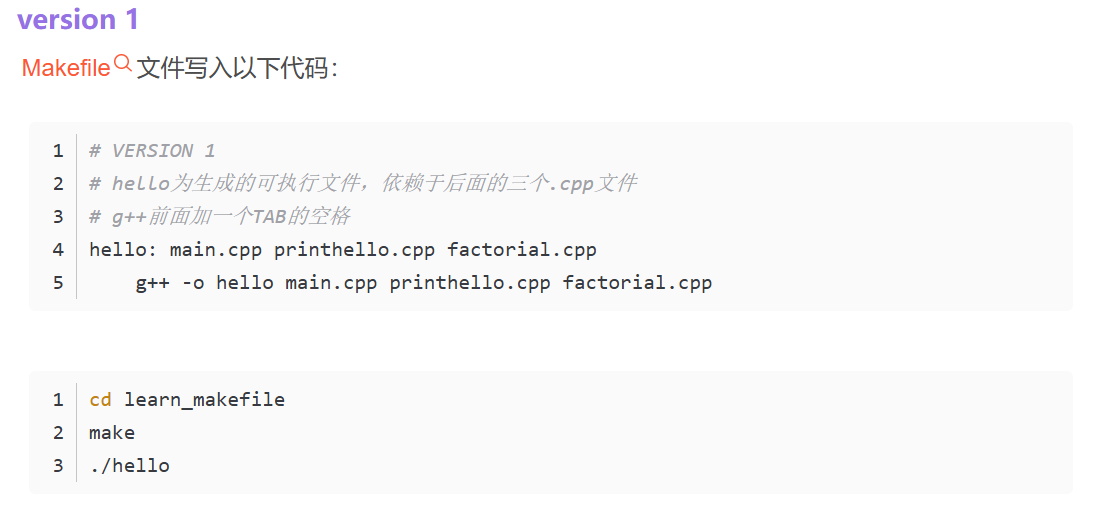 version 1
Makefile文件写入以下代码：
1 # VERSION 1
2 # hello为生成的可执行文件，依赖于后面的三个.cpp文件
3 # g++前面加一个TAB的空格
4 hello: main.cpp printhello.cpp factorial.cpp
5     g++ -o hello main.cpp printhello.cpp factorial.cpp
1 cd learn_makefile
2 make
3 ./hello